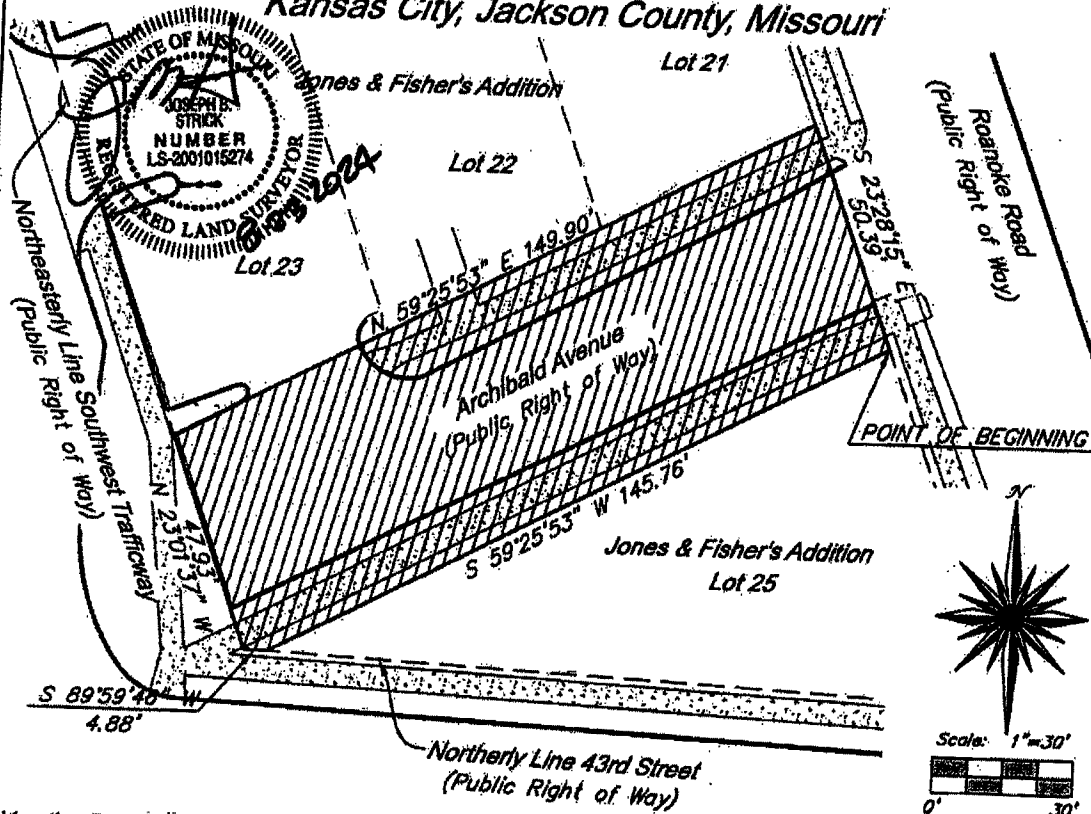 Kansas City, Jackson County, Missouri
STATE OF MISSOURI
JOSEPH B.
STRICK
NUMBER
LS-2001015274
REGISTERED LAND SURVEYOR
2024
Jones & Fisher's Addition
Lot 21
Lot 22
Lot 23
Roanoke Road
(Public Right of Way)
S 23°28'15" E
50.39'
N 59°25'53" E 149.90'
Northeasterly Line Southwest Trafficway
(Public Right of Way)
Archibald Avenue
(Public Right of Way)
POINT OF BEGINNING
N 23°01'37" W
47.93'
S 59°25'53" W 145.76'
Jones & Fisher's Addition
Lot 25
N
S 89°59'46" W
4.88'
Northerly Line 43rd Street
(Public Right of Way)
Scale: 1"=30'
0' 30'